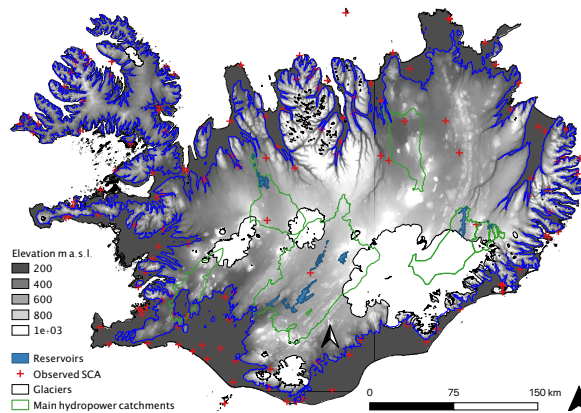 Elevation m a. s. l.
200
400
600
800
1e-03
Reservoirs
Observed SCA
Glaciers
Main hydropower catchments
0 75 150 km